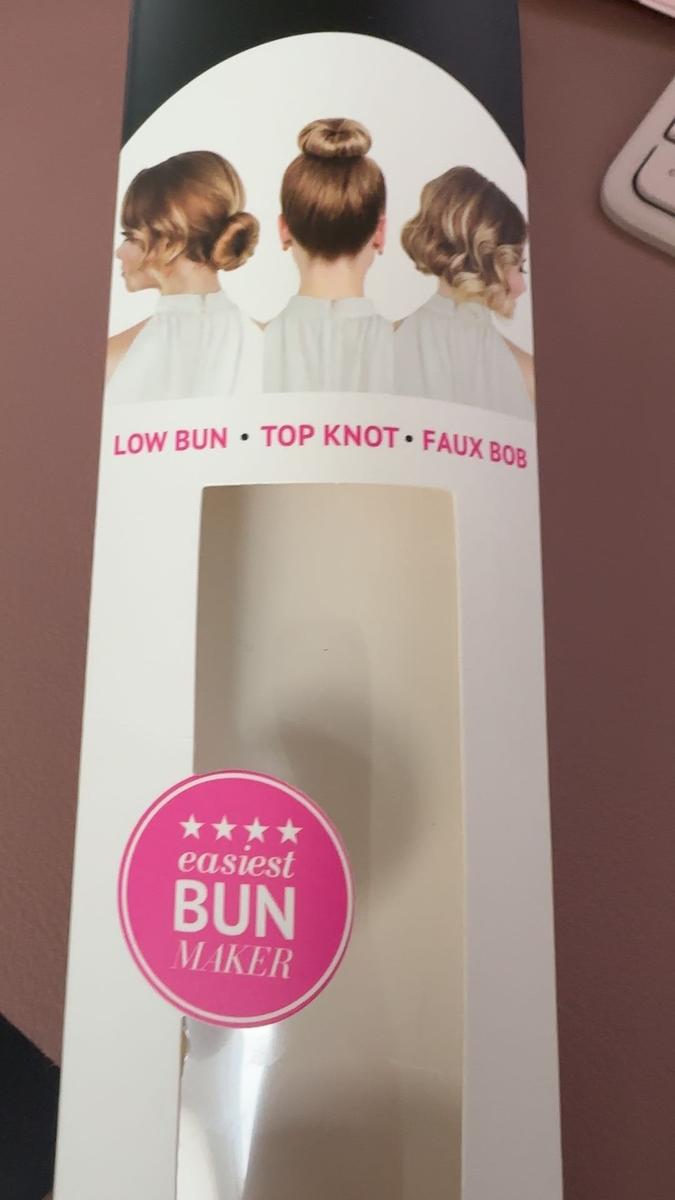 LOW BUN • TOP KNOT • FAUX BOB
easiest
BUN
MAKER